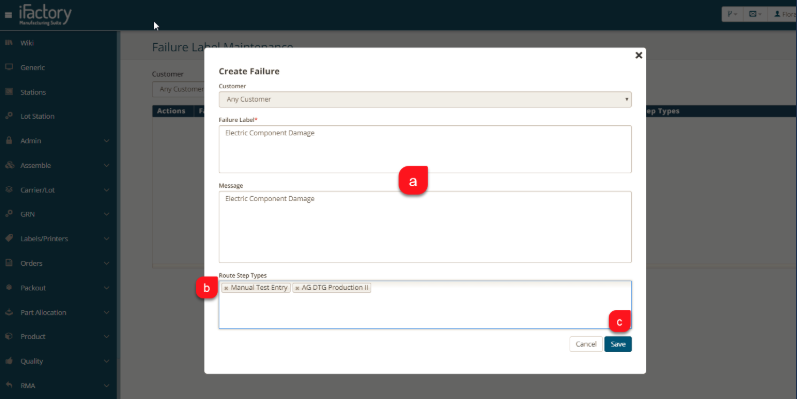 iFactory
Manufacturing Suite
Wiki
Generic
Stations
Lot Station
Admin
Assemble
Carrier/Lot
GRN
Labels/Printers
Orders
Packout
Part Allocation
Product
Quality
RMA
Failure Label Maintenance
Customer
Any Customer
Actions
Step Types
Create Failure
Customer
Any Customer
Failure Label*
Electric Component Damage
a
Message
Electric Component Damage
Route Step Types
b
× Manual Test Entry × AG DTG Production II
c
Cancel Save